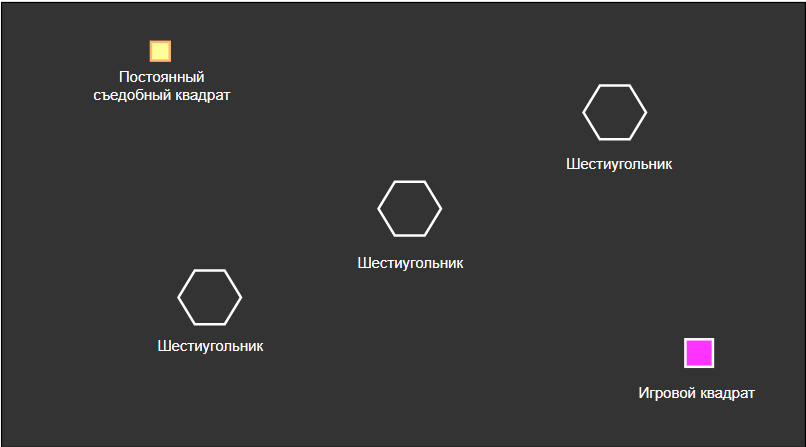 Постоянный
съедобный квадрат
Шестиугольник
Шестиугольник
Шестиугольник
Игровой квадрат